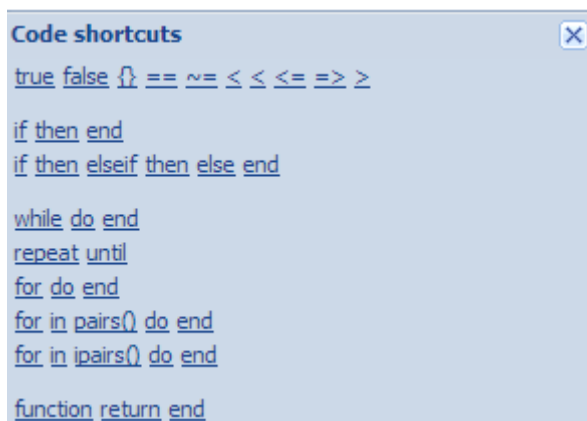 Code shortcuts
true false {} == ~= < < <= => >
if then end
if then elseif then else end
while do end
repeat until
for do end
for in pairs() do end
for in ipairs() do end
function return end